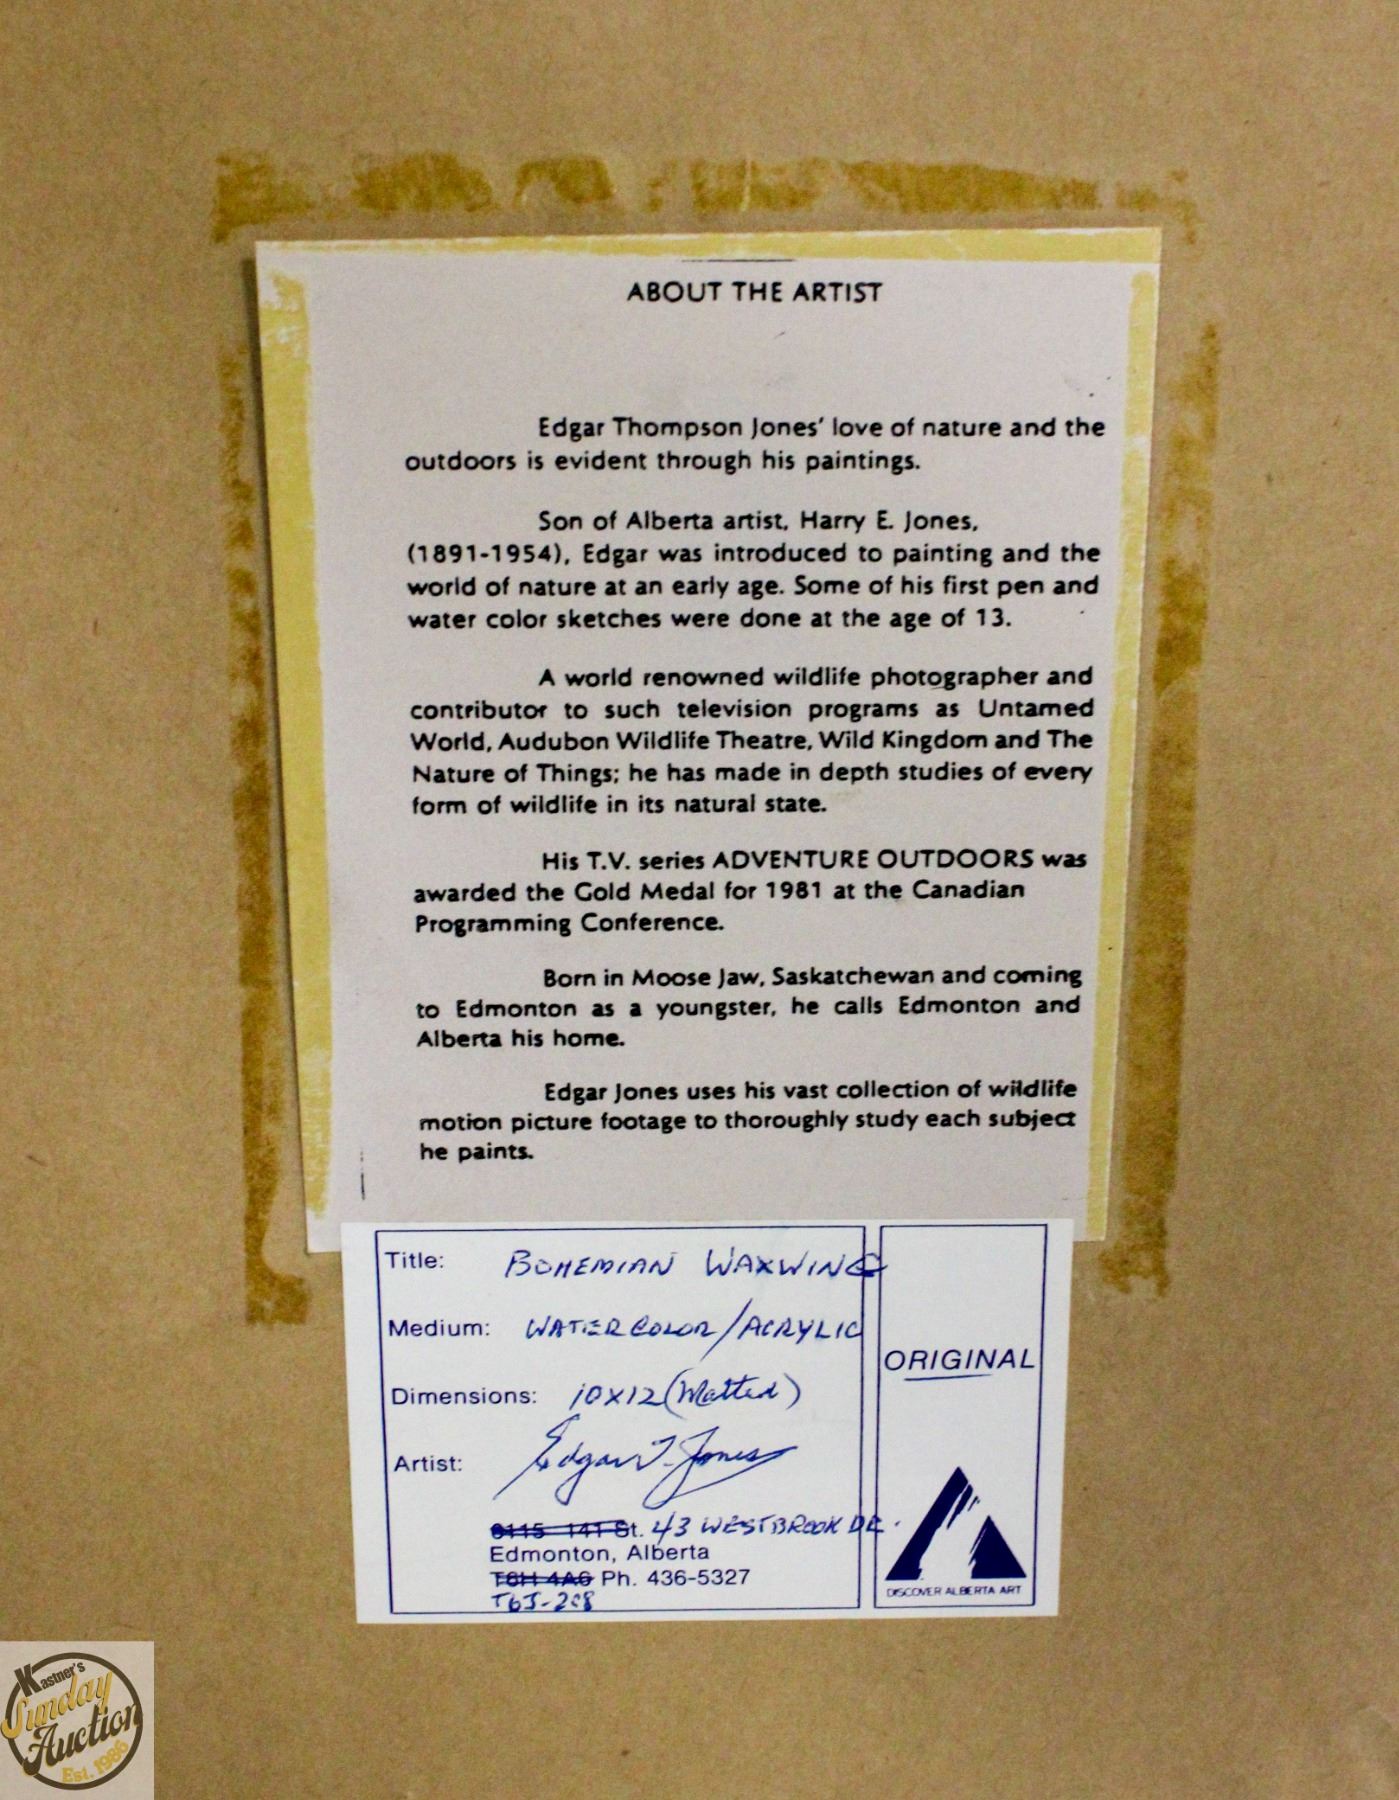 ABOUT THE ARTIST
Edgar Thompson Jones' love of nature and the
outdoors is evident through his paintings.
Son of Alberta artist, Harry E. Jones,
(1891-1954), Edgar was introduced to painting and the
world of nature at an early age. Some of his first pen and
water color sketches were done at the age of 13.
A world renowned wildlife photographer and
contributor to such television programs as Untamed
World, Audubon Wildlife Theatre, Wild Kingdom and The
Nature of Things; he has made in depth studies of every
form of wildlife in its natural state.
His T.V. series ADVENTURE OUTDOORS was
awarded the Gold Medal for 1981 at the Canadian
Programming Conference.
Born in Moose Jaw, Saskatchewan and coming
to Edmonton as a youngster, he calls Edmonton and
Alberta his home.
Edgar Jones uses his vast collection of wildlife
motion picture footage to thoroughly study each subject
he paints.
Title: BOHEMIAN WAXWING
Medium: WATERCOLOR/ACRYLIC
Dimensions: 10x12 (Matted)
Artist: Edgar T. Jones
141 St. 43 WESTBROOK DR.
Edmonton, Alberta
T6H 4A6 Ph. 436-5327
T6J-2C8
ORIGINAL
DISCOVER ALBERTA ART
Kastner's
Sunday
Auction
Est. 1986